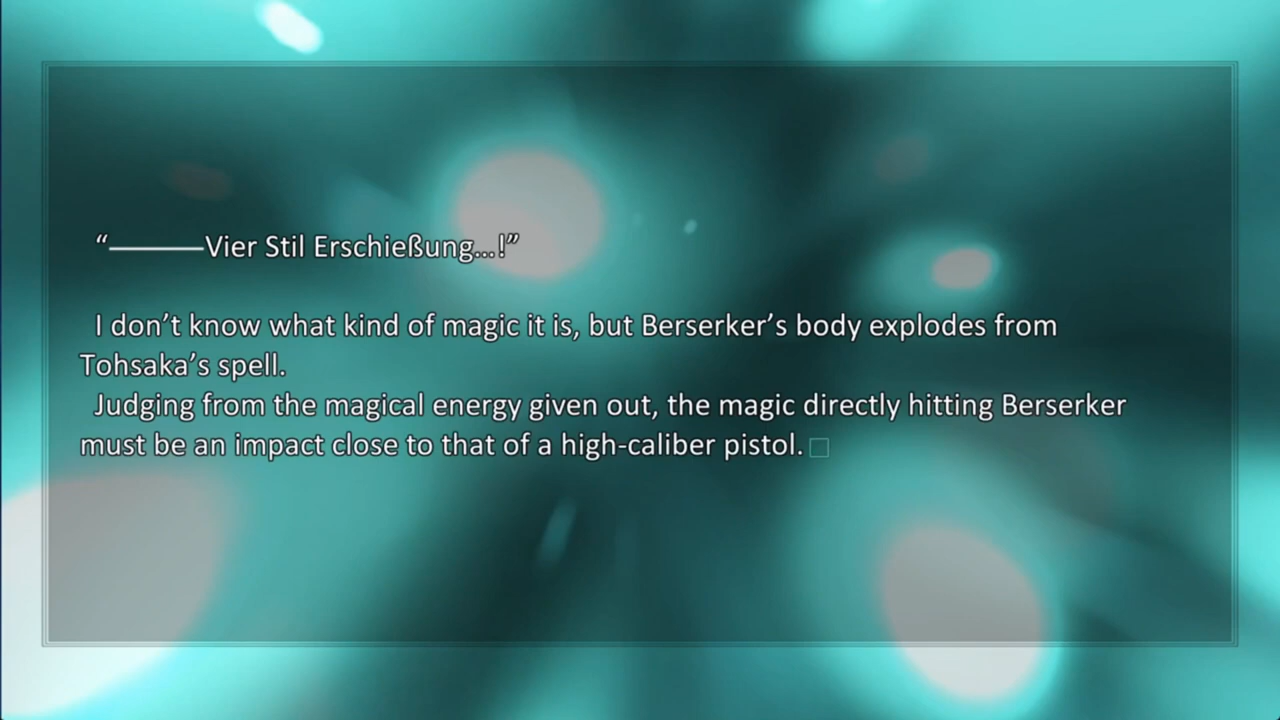 “―――Vier Stil Erschießung...!”
I don’t know what kind of magic it is, but Berserker’s body explodes from
Tohsaka’s spell.
Judging from the magical energy given out, the magic directly hitting Berserker
must be an impact close to that of a high-caliber pistol.